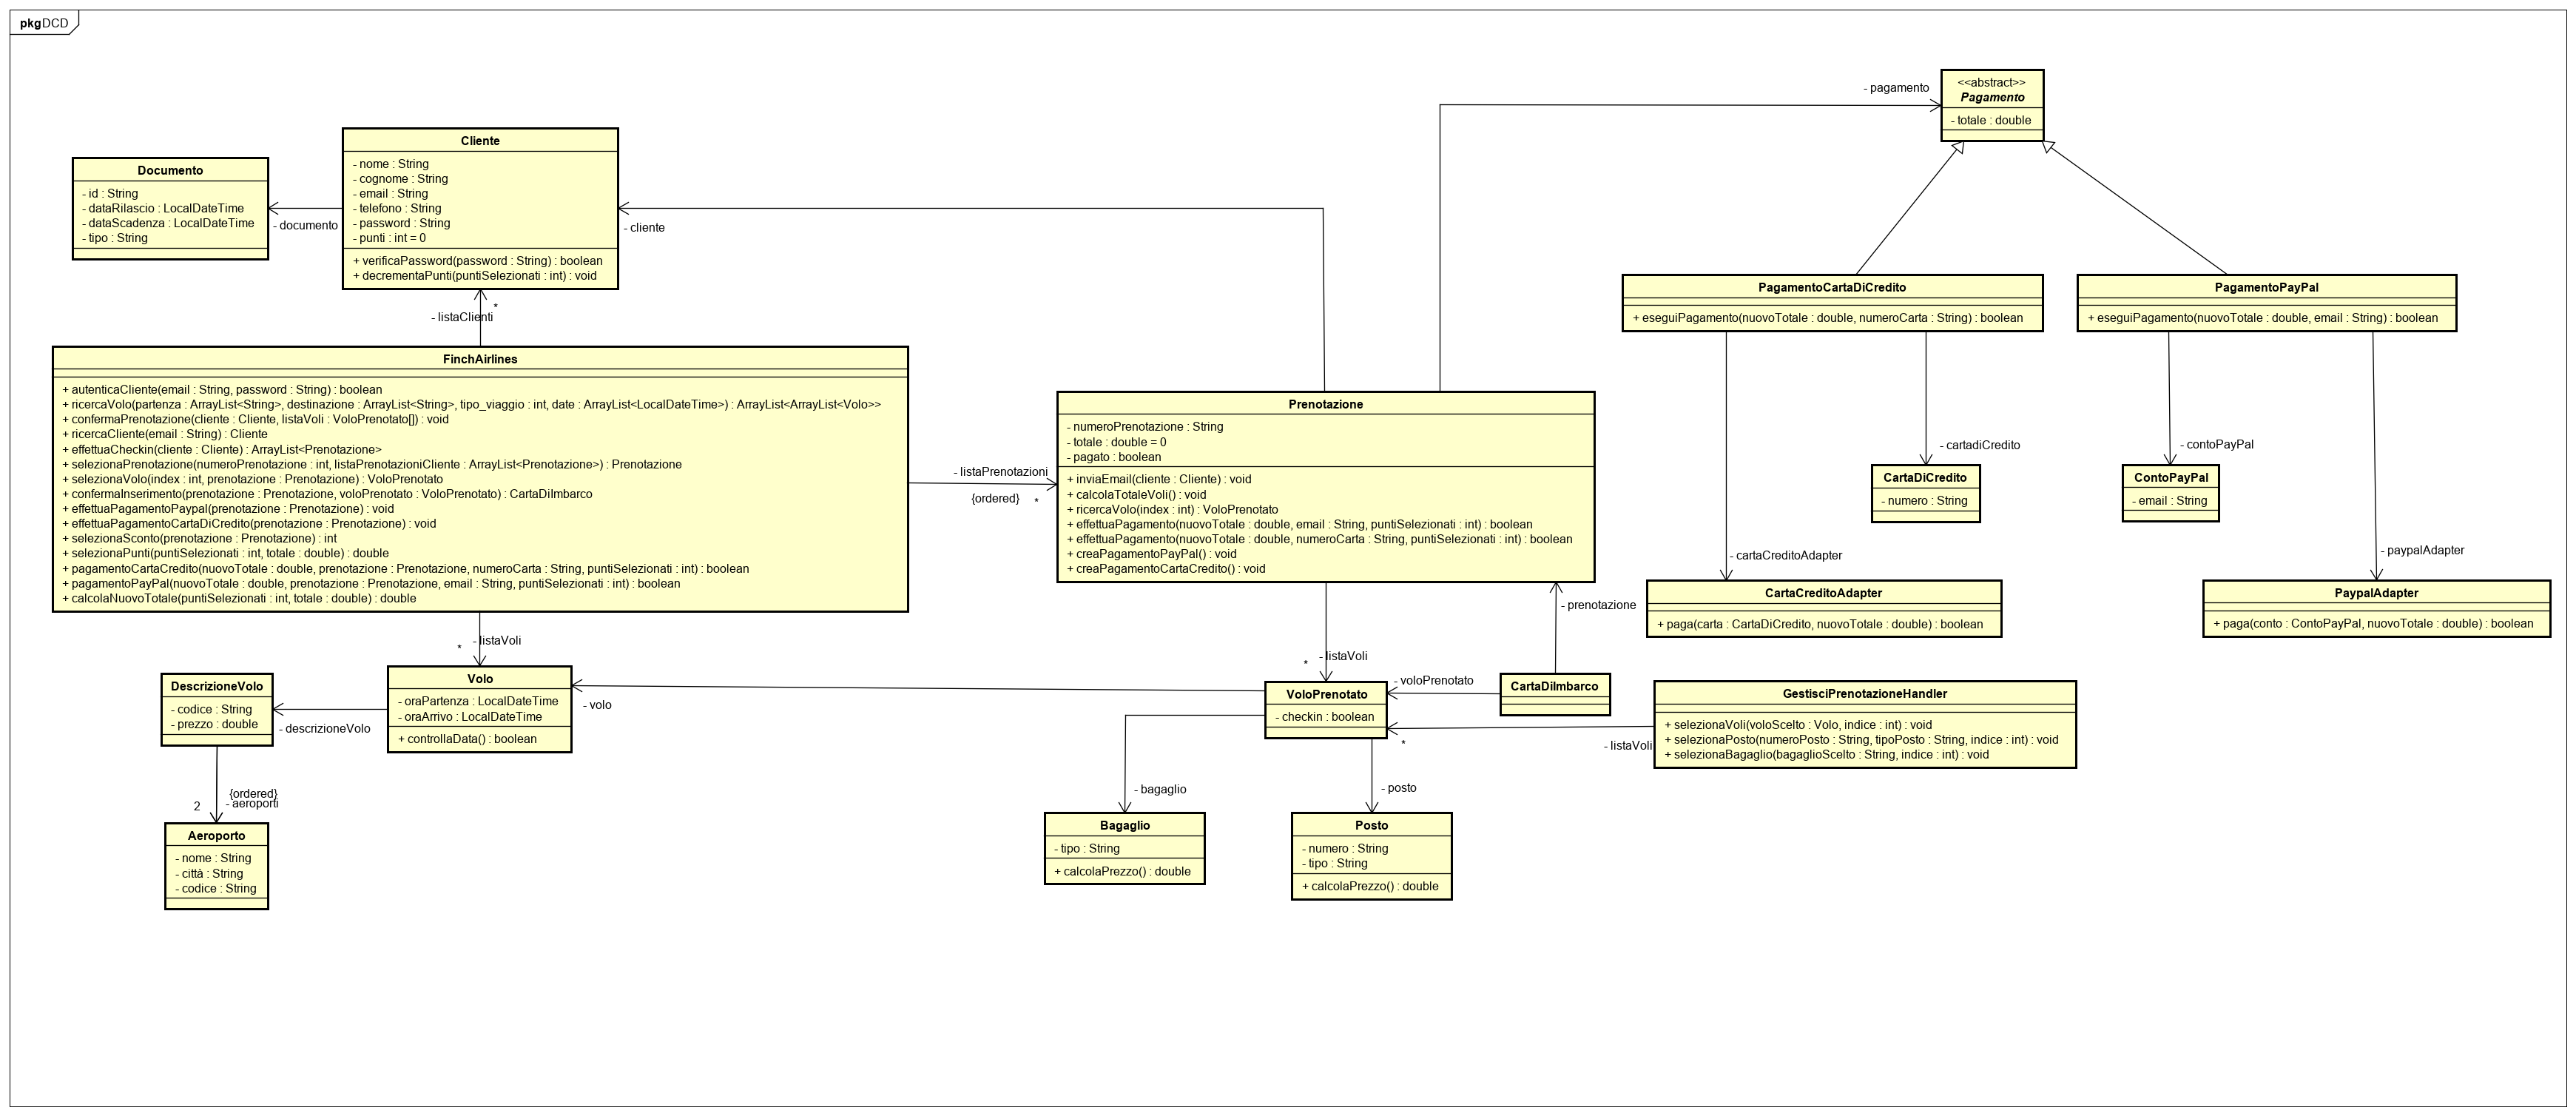 pkg DCD
<<abstract>>
Pagamento
- totale : double
- pagamento
Cliente
- nome : String
- cognome : String
- email : String
- telefono : String
- password : String
- punti : int = 0
+ verificaPassword(password : String) : boolean
+ decrementaPunti(puntiSelezionati : int) : void
Documento
- id : String
- dataRilascio : LocalDateTime
- dataScadenza : LocalDateTime
- tipo : String
- documento
- cliente
*
- listaClienti
PagamentoCartaDiCredito
+ eseguiPagamento(nuovoTotale : double, numeroCarta : String) : boolean
PagamentoPayPal
+ eseguiPagamento(nuovoTotale : double, email : String) : boolean
FinchAirlines
+ autenticaCliente(email : String, password : String) : boolean
+ ricercaVolo(partenza : ArrayList<String>, destinazione : ArrayList<String>, tipo_viaggio : int, date : ArrayList<LocalDateTime>) : ArrayList<ArrayList<Volo>>
+ confermaPrenotazione(cliente : Cliente, listaVoli : VoloPrenotato[]) : void
+ ricercaCliente(email : String) : Cliente
+ effettuaCheckin(cliente : Cliente) : ArrayList<Prenotazione>
+ selezionaPrenotazione(numeroPrenotazione : int, listaPrenotazioniCliente : ArrayList<Prenotazione>) : Prenotazione
+ selezionaVolo(index : int, prenotazione : Prenotazione) : VoloPrenotato
+ confermaInserimento(prenotazione : Prenotazione, voloPrenotato : VoloPrenotato) : CartaDiImbarco
+ effettuaPagamentoPaypal(prenotazione : Prenotazione) : void
+ effettuaPagamentoCartaDiCredito(prenotazione : Prenotazione) : void
+ selezionaSconto(prenotazione : Prenotazione) : int
+ selezionaPunti(puntiSelezionati : int, totale : double) : double
+ pagamentoCartaCredito(nuovoTotale : double, prenotazione : Prenotazione, numeroCarta : String, puntiSelezionati : int) : boolean
+ pagamentoPayPal(nuovoTotale : double, prenotazione : Prenotazione, email : String, puntiSelezionati : int) : boolean
+ calcolaNuovoTotale(puntiSelezionati : int, totale : double) : double
- listaPrenotazioni
{ordered}
*
Prenotazione
- numeroPrenotazione : String
- totale : double = 0
- pagato : boolean
+ inviaEmail(cliente : Cliente) : void
+ calcolaTotaleVoli() : void
+ ricercaVolo(index : int) : VoloPrenotato
+ effettuaPagamento(nuovoTotale : double, email : String, puntiSelezionati : int) : boolean
+ effettuaPagamento(nuovoTotale : double, numeroCarta : String, puntiSelezionati : int) : boolean
+ creaPagamentoPayPal() : void
+ creaPagamentoCartaCredito() : void
- cartadiCredito
CartaDiCredito
- numero : String
- contoPayPal
ContoPayPal
- email : String
- cartaCreditoAdapter
CartaCreditoAdapter
+ paga(carta : CartaDiCredito, nuovoTotale : double) : boolean
- paypalAdapter
PaypalAdapter
+ paga(conto : ContoPayPal, nuovoTotale : double) : boolean
- prenotazione
- listaVoli
*
- listaVoli
*
DescrizioneVolo
- codice : String
- prezzo : double
- descrizioneVolo
Volo
- oraPartenza : LocalDateTime
- oraArrivo : LocalDateTime
+ controllaData() : boolean
- volo
VoloPrenotato
- checkin : boolean
- voloPrenotato
CartaDiImbarco
GestisciPrenotazioneHandler
+ selezionaVoli(voloScelto : Volo, indice : int) : void
+ selezionaPosto(numeroPosto : String, tipoPosto : String, indice : int) : void
+ selezionaBagaglio(bagaglioScelto : String, indice : int) : void
*
- listaVoli
{ordered}
- aeroporti
2
- bagaglio
- posto
Aeroporto
- nome : String
- città : String
- codice : String
Bagaglio
- tipo : String
+ calcolaPrezzo() : double
Posto
- numero : String
- tipo : String
+ calcolaPrezzo() : double